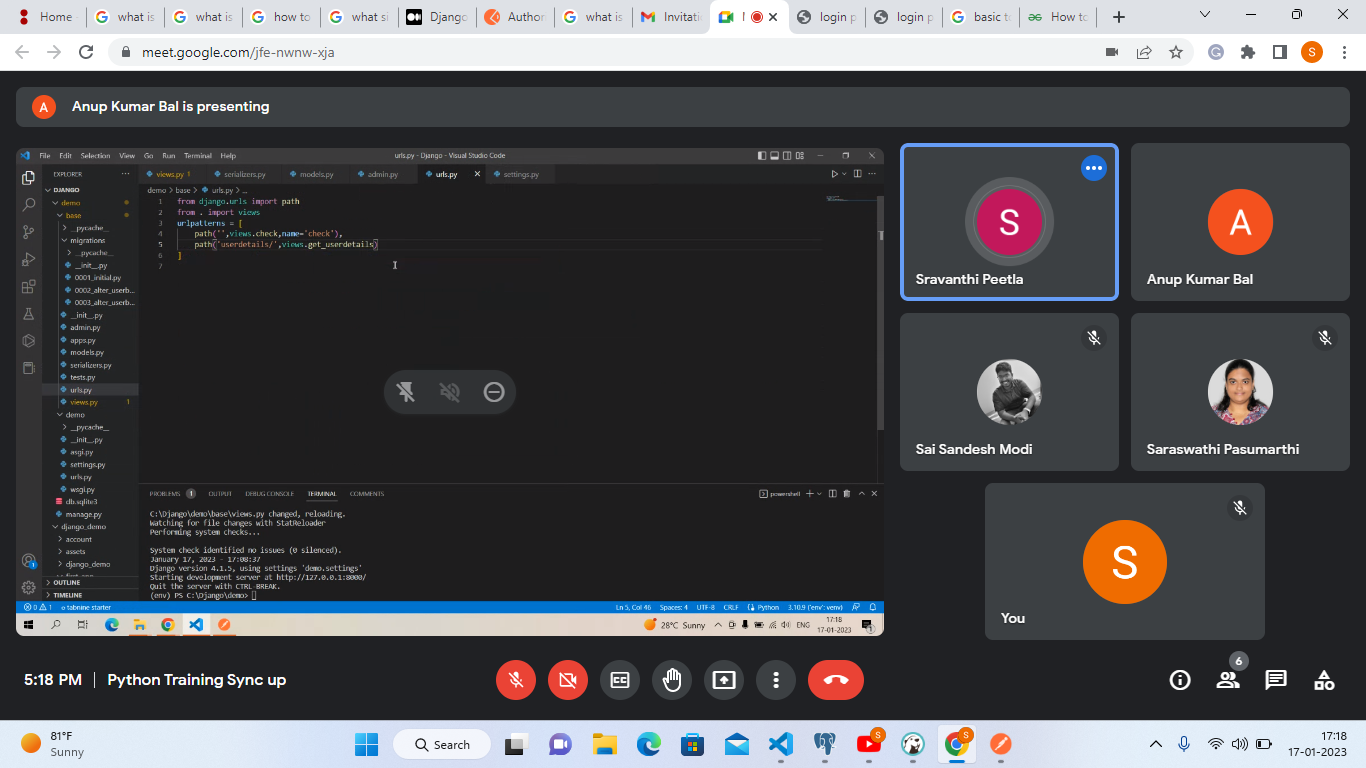 Home
what is
what is
how to
what si
Django
Author
what is
Invitati
login p
login p
basic t
How to
meet.google.com/jfe-nwnw-xja
S
A Anup Kumar Bal is presenting
File Edit Selection View Go Run Terminal Help
urls.py - Django - Visual Studio Code
EXPLORER
DJANGO
demo
base
__pycache__
migrations
__pycache__
__init__.py
0001_initial.py
0002_alter_userb...
0003_alter_userb...
__init__.py
admin.py
apps.py
models.py
serializers.py
tests.py
urls.py
views.py 1
demo
__pycache__
__init__.py
asgi.py
settings.py
urls.py
wsgi.py
db.sqlite3
manage.py
django_demo
account
assets
django_demo
OUTLINE
TIMELINE
views.py 1 serializers.py models.py admin.py urls.py settings.py
demo > base > urls.py > ...
1 from django.urls import path
2 from . import views
3 urlpatterns = [
4 path('',views.check,name='check'),
5 path('userdetails/',views.get_userdetails)
6 ]
7
PROBLEMS 1 OUTPUT DEBUG CONSOLE TERMINAL COMMENTS
powershell
C:\Django\demo\base\views.py changed, reloading.
Watching for file changes with StatReloader
Performing system checks...
System check identified no issues (0 silenced).
January 17, 2023 - 17:08:37
Django version 4.1.5, using settings 'demo.settings'
Starting development server at http://127.0.0.1:8000/
Quit the server with CTRL-BREAK.
(env) PS C:\Django\demo>
0 1 tabnine starter
Ln 5, Col 46 Spaces: 4 UTF-8 CRLF Python 3.10.9 ('env': venv)
28°C Sunny
ENG
17:18
17-01-2023
1
S
Sravanthi Peetla
A
Anup Kumar Bal
Sai Sandesh Modi
Saraswathi Pasumarthi
S
You
5:18 PM | Python Training Sync up
6
81°F
Sunny
Search
S
S
17:18
17-01-2023